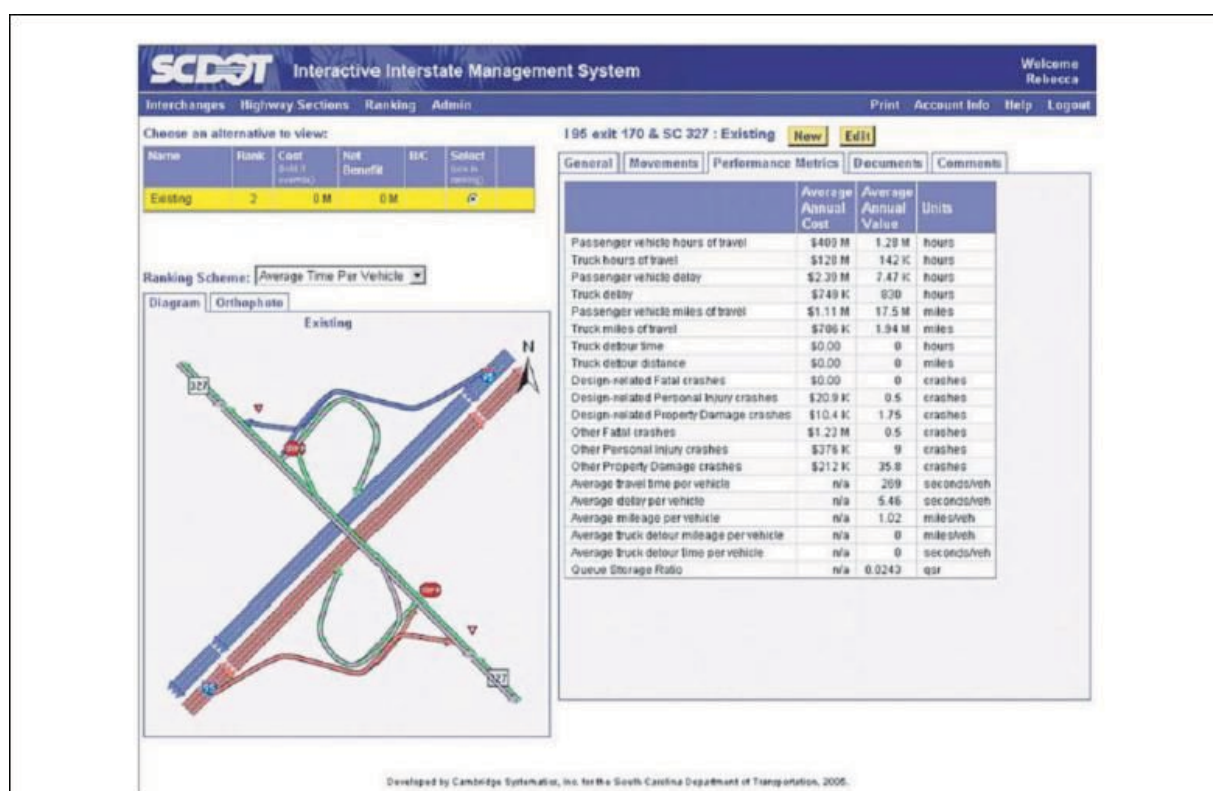 SCDOT Interactive Interstate Management System
Welcome
Rebecca
Interchanges Highway Sections Ranking Admin
Print Account Info Help Logout
Choose an alternative to view:
Name Rank Cost Net Benefit B/C Select
Existing 2 0 M 0 M
Ranking Scheme: Average Time Per Vehicle
Diagram Orthophoto
Existing
N
327
95
STOP
STOP
327
95
I 95 exit 170 & SC 327 : Existing New Edit
General Movements Performance Metrics Documents Comments
Average Annual Cost Average Annual Value Units
Passenger vehicle hours of travel $409 M 1.28 M hours
Truck hours of travel $128 M 142 K hours
Passenger vehicle delay $2.39 M 7.47 K hours
Truck delay $749 K 830 hours
Passenger vehicle miles of travel $1.11 M 17.5 M miles
Truck miles of travel $706 K 1.94 M miles
Truck detour time $0.00 0 hours
Truck detour distance $0.00 0 miles
Design-related Fatal crashes $0.00 0 crashes
Design-related Personal Injury crashes $20.9 K 0.5 crashes
Design-related Property Damage crashes $10.4 K 1.75 crashes
Other Fatal crashes $1.23 M 0.5 crashes
Other Personal Injury crashes $376 K 9 crashes
Other Property Damage crashes $212 K 35.8 crashes
Average travel time per vehicle n/a 269 seconds/veh
Average delay per vehicle n/a 5.46 seconds/veh
Average mileage per vehicle n/a 1.02 miles/veh
Average truck detour mileage per vehicle n/a 0 miles/veh
Average truck detour time per vehicle n/a 0 seconds/veh
Queue Storage Ratio n/a 0.0243 qsr
Developed by Cambridge Systematics, Inc. for the South Carolina Department of Transportation, 2005.